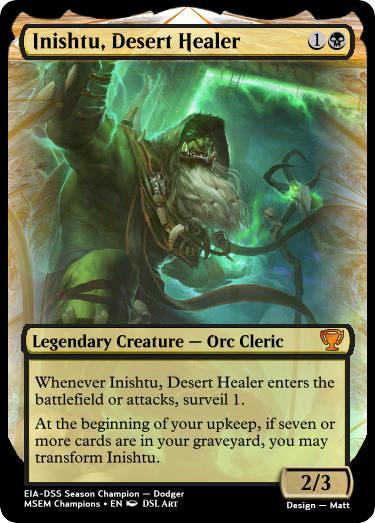 Inishtu, Desert Healer 1
Legendary Creature — Orc Cleric
Whenever Inishtu, Desert Healer enters the
battlefield or attacks, surveil 1.
At the beginning of your upkeep, if seven or
more cards are in your graveyard, you may
transform Inishtu.
2/3
EIA-DSS Season Champion — Dodger
MSEM Champions • EN DSL Art
Design — Matt